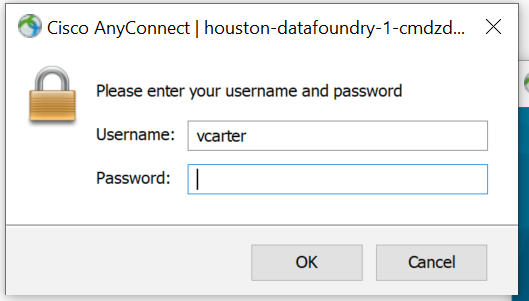 Cisco AnyConnect | houston-datafoundry-1-cmdzd...
Please enter your username and password
Username: vcarter
Password:
OK Cancel